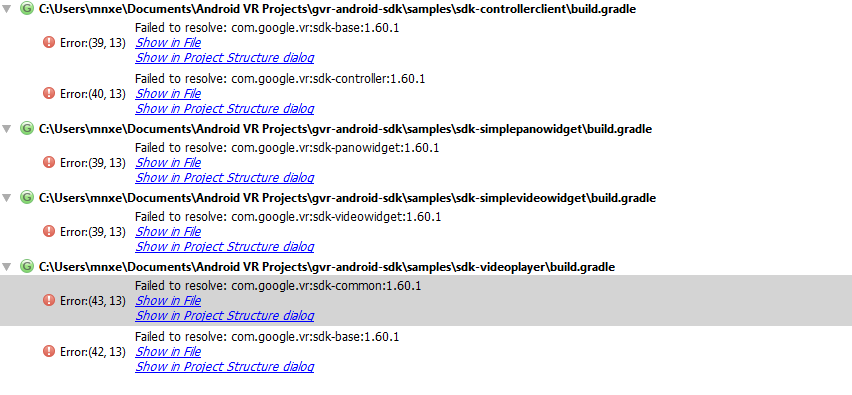 G C:\Users\mnxe\Documents\Android VR Projects\gvr-android-sdk\samples\sdk-controllerclient\build.gradle
Failed to resolve: com.google.vr:sdk-base:1.60.1
Error:(39, 13) Show in File
Show in Project Structure dialog
Failed to resolve: com.google.vr:sdk-controller:1.60.1
Error:(40, 13) Show in File
Show in Project Structure dialog
G C:\Users\mnxe\Documents\Android VR Projects\gvr-android-sdk\samples\sdk-simplepanowidget\build.gradle
Failed to resolve: com.google.vr:sdk-panowidget:1.60.1
Error:(39, 13) Show in File
Show in Project Structure dialog
G C:\Users\mnxe\Documents\Android VR Projects\gvr-android-sdk\samples\sdk-simplevideowidget\build.gradle
Failed to resolve: com.google.vr:sdk-videowidget:1.60.1
Error:(39, 13) Show in File
Show in Project Structure dialog
G C:\Users\mnxe\Documents\Android VR Projects\gvr-android-sdk\samples\sdk-videoplayer\build.gradle
Failed to resolve: com.google.vr:sdk-common:1.60.1
Error:(43, 13) Show in File
Show in Project Structure dialog
Failed to resolve: com.google.vr:sdk-base:1.60.1
Error:(42, 13) Show in File
Show in Project Structure dialog